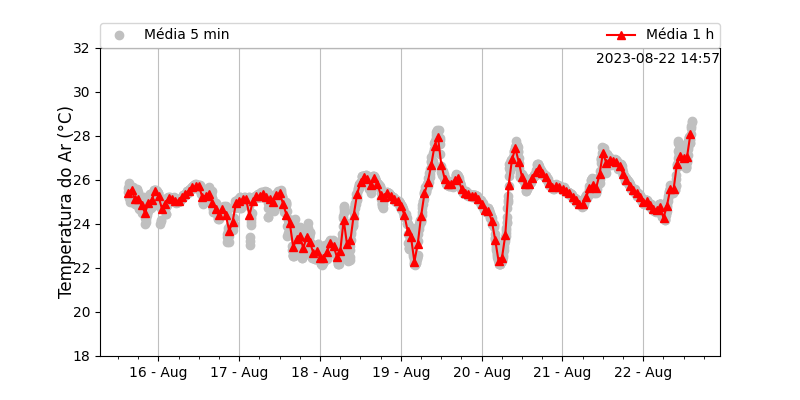 Média 5 min
Média 1 h
2023-08-22 14:57
Temperatura do Ar (°C)
32
30
28
26
24
22
20
18
16 - Aug
17 - Aug
18 - Aug
19 - Aug
20 - Aug
21 - Aug
22 - Aug